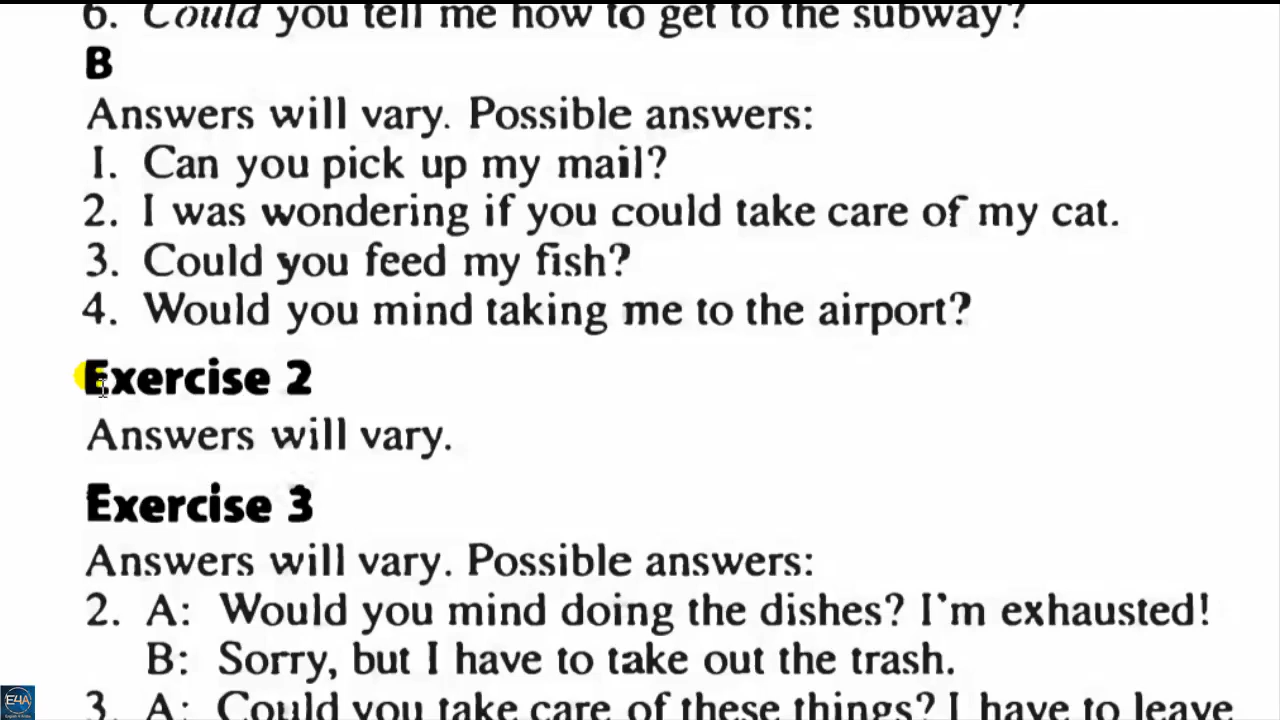 6. Could you tell me how to get to the subway?
B
Answers will vary. Possible answers:
1. Can you pick up my mail?
2. I was wondering if you could take care of my cat.
3. Could you feed my fish?
4. Would you mind taking me to the airport?
Exercise 2
Answers will vary.
Exercise 3
Answers will vary. Possible answers:
2. A: Would you mind doing the dishes? I'm exhausted!
B: Sorry, but I have to take out the trash.
3. A: Could you take care of these things? I have to leave
E4A